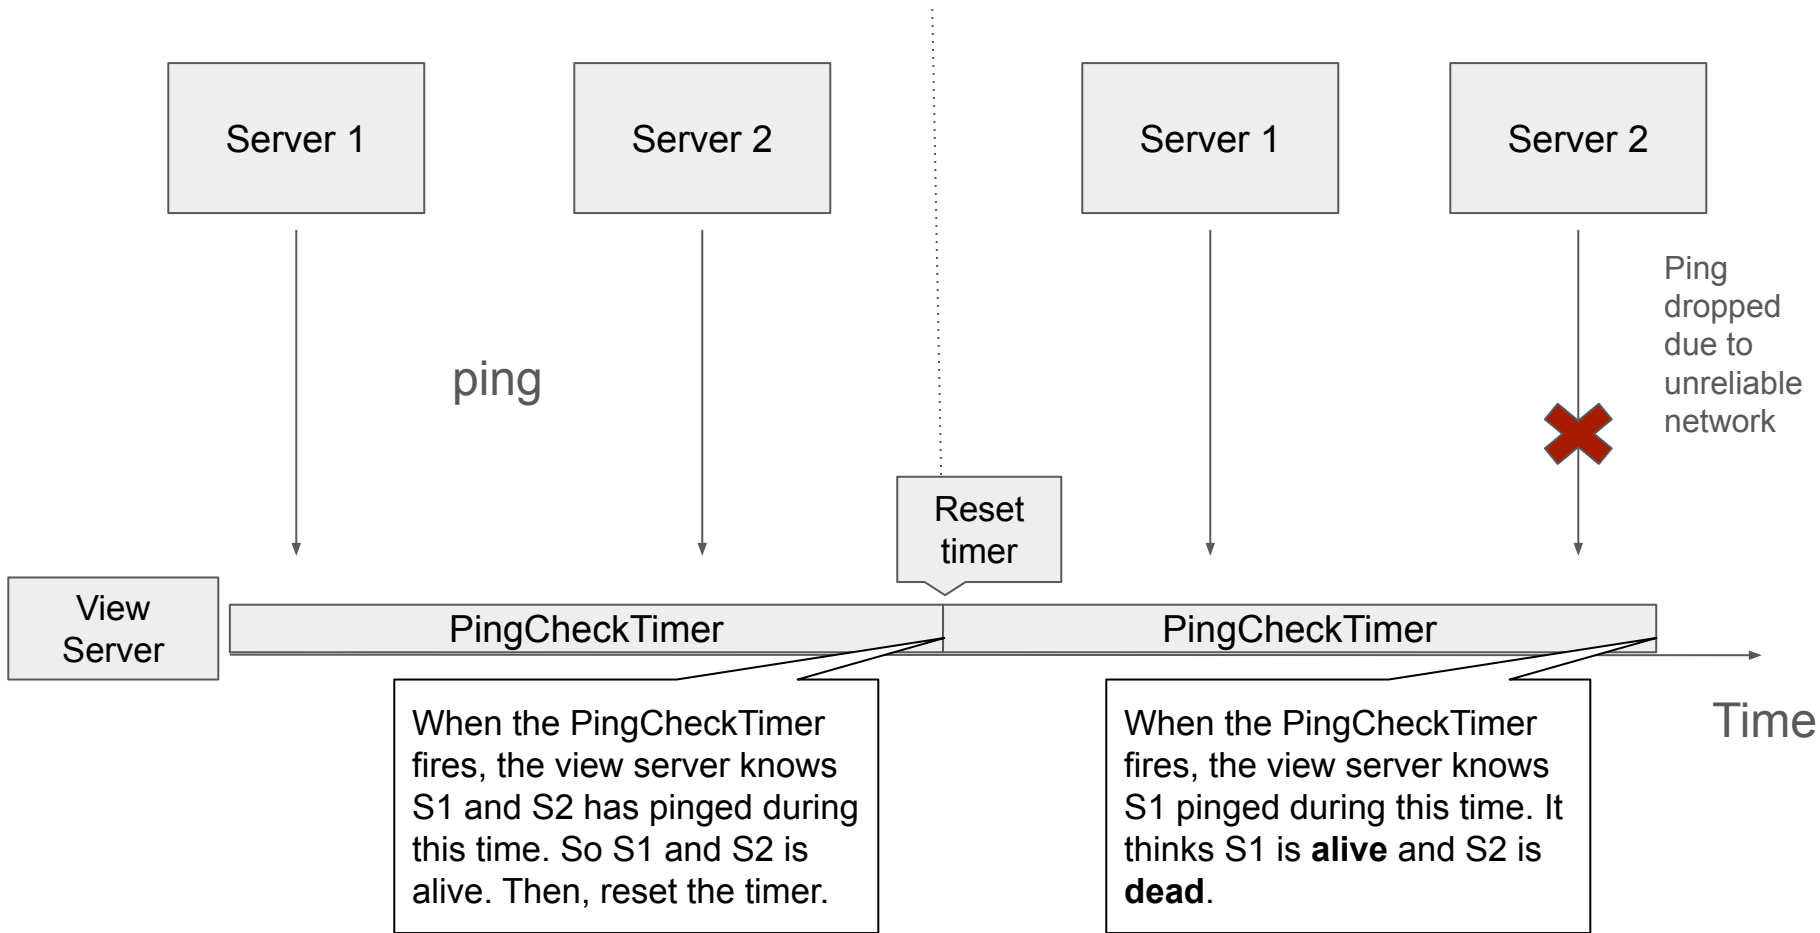 Server 1
Server 2
Server 1
Server 2
ping
Ping
dropped
due to
unreliable
network
Reset
timer
View
Server
PingCheckTimer
PingCheckTimer
When the PingCheckTimer
fires, the view server knows
S1 and S2 has pinged during
this time. So S1 and S2 is
alive. Then, reset the timer.
When the PingCheckTimer
fires, the view server knows
S1 pinged during this time. It
thinks S1 is alive and S2 is
dead.
Time